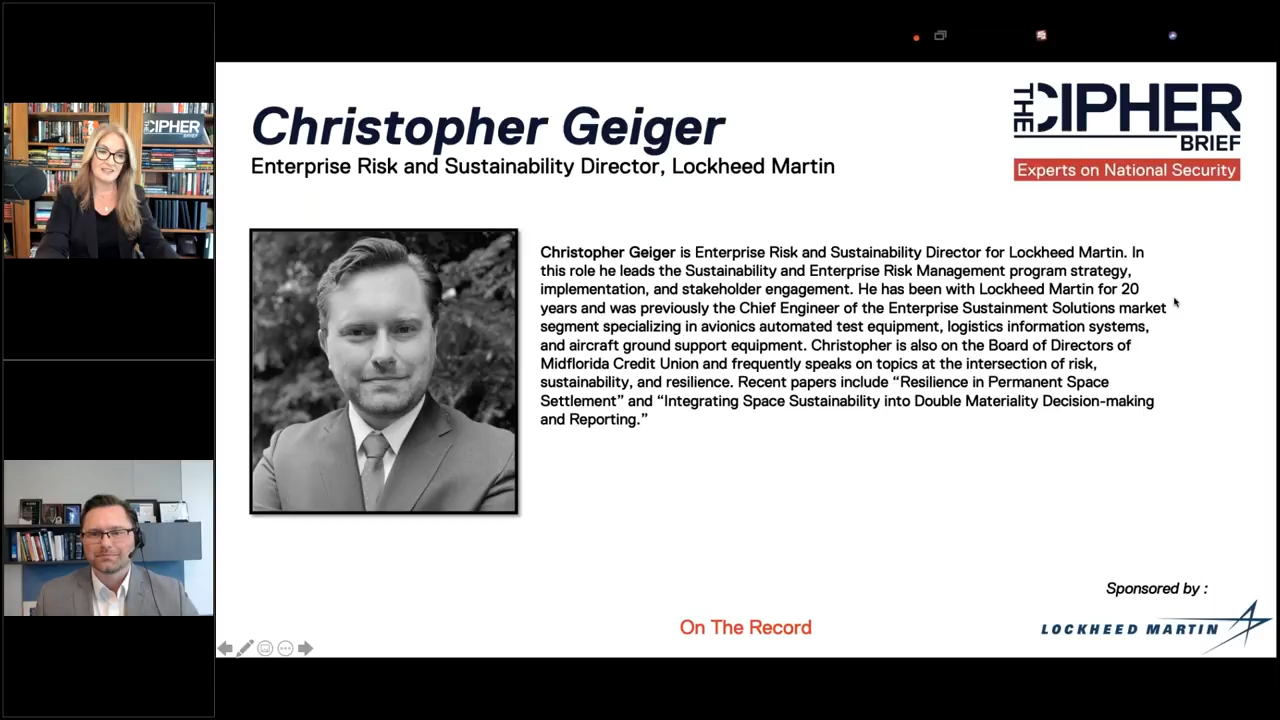 CIPHER
BRIEF
Christopher Geiger
Enterprise Risk and Sustainability Director, Lockheed Martin
THE CIPHER
BRIEF
Experts on National Security
Christopher Geiger is Enterprise Risk and Sustainability Director for Lockheed Martin. In
this role he leads the Sustainability and Enterprise Risk Management program strategy,
implementation, and stakeholder engagement. He has been with Lockheed Martin for 20
years and was previously the Chief Engineer of the Enterprise Sustainment Solutions market
segment specializing in avionics automated test equipment, logistics information systems,
and aircraft ground support equipment. Christopher is also on the Board of Directors of
Midflorida Credit Union and frequently speaks on topics at the intersection of risk,
sustainability, and resilience. Recent papers include “Resilience in Permanent Space
Settlement” and “Integrating Space Sustainability into Double Materiality Decision-making
and Reporting.”
Sponsored by :
On The Record
LOCKHEED MARTIN